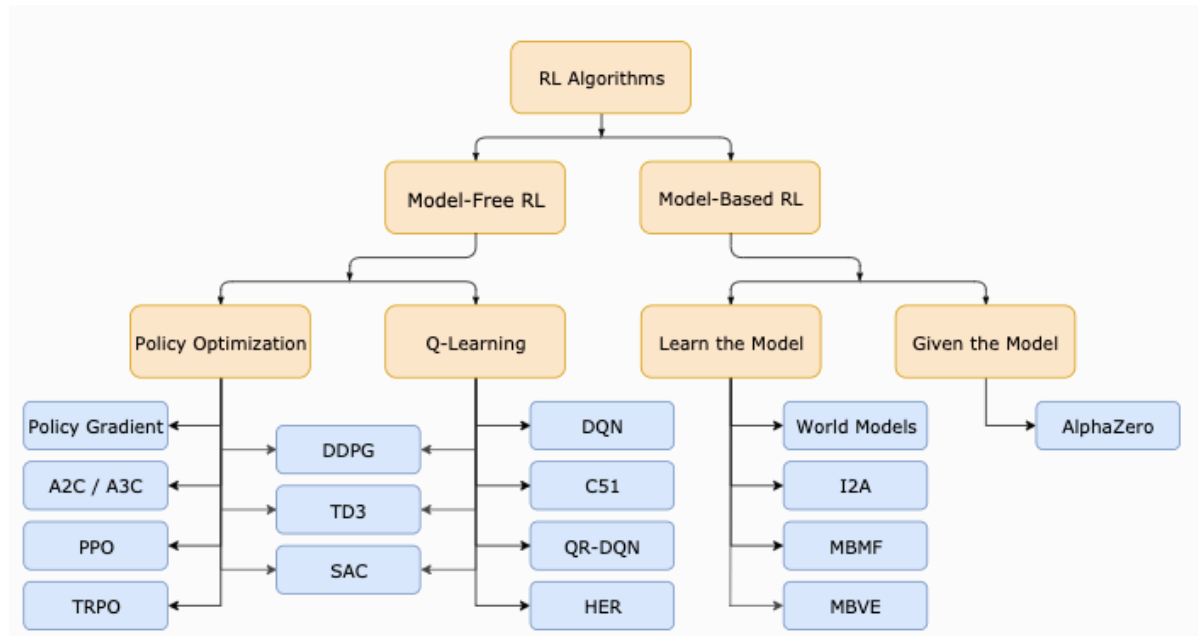 RL Algorithms
Model-Free RL
Model-Based RL
Policy Optimization
Q-Learning
Learn the Model
Given the Model
Policy Gradient
DDPG
DQN
World Models
AlphaZero
A2C / A3C
TD3
C51
I2A
PPO
SAC
QR-DQN
MBMF
TRPO
HER
MBVE